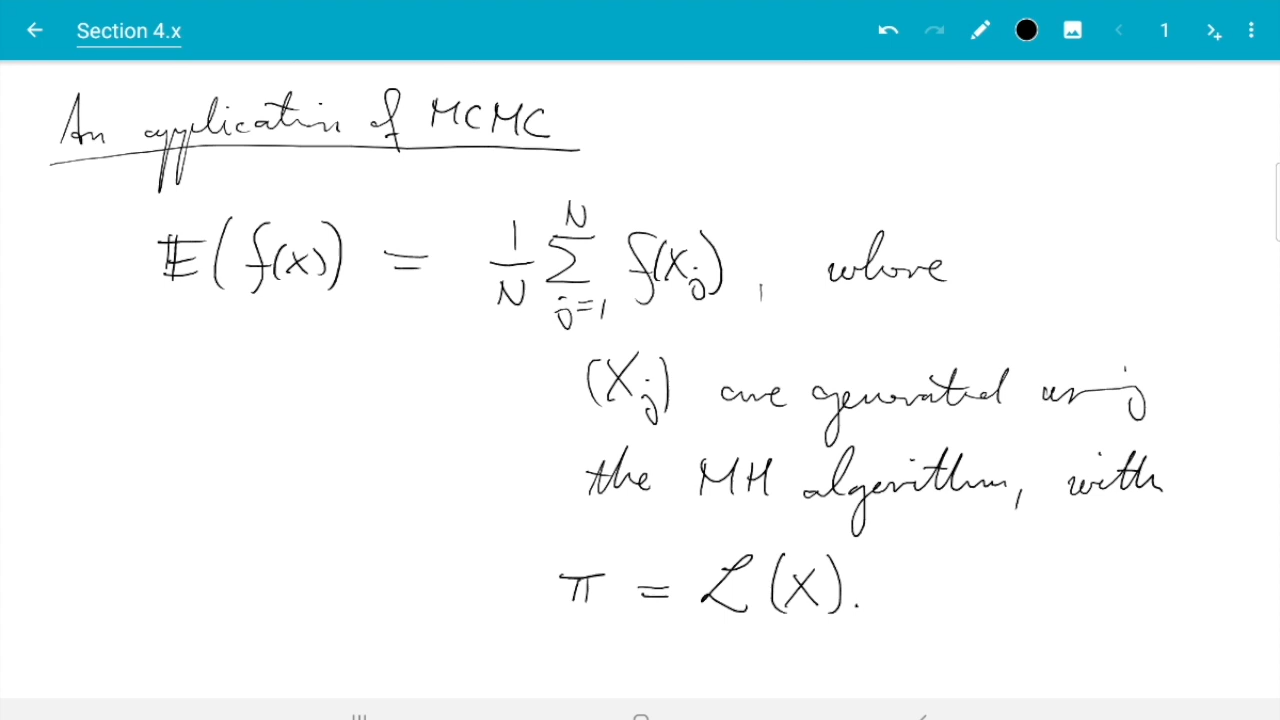 Section 4.x
1
An application of MCMC
𝔼(f(X)) = 1/N ∑_{j=1}^{N} f(X_j), where
(X_j) are generated using
the MH algorithm, with
π = ℒ(X).